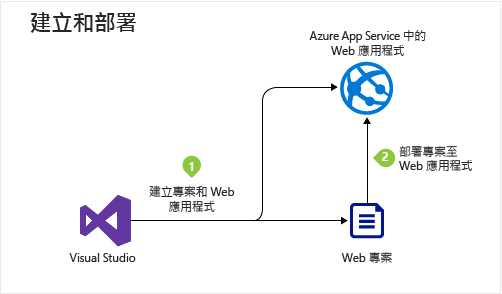 建立和部署
Azure App Service 中的
Web 應用程式
1
建立專案和 Web
應用程式
2
部署專案至
Web 應用程式
Visual Studio
Web 專案